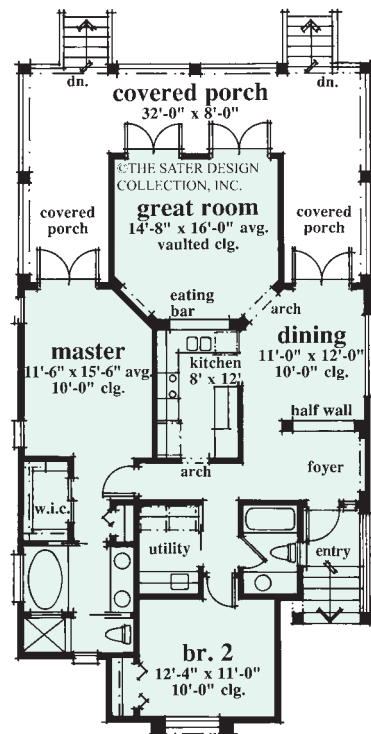 dn.
dn.
covered porch
32'-0" x 8'-0"
©THE SATER DESIGN
COLLECTION, INC.
great room
14'-8" x 16'-0" avg.
vaulted clg.
covered
porch
covered
porch
eating
bar
arch
master
11'-6" x 15'-6" avg.
10'-0" clg.
kitchen
8' x 12'
dining
11'-0" x 12'-0"
10'-0" clg.
half wall
foyer
arch
w.i.c.
utility
entry
br. 2
12'-4" x 11'-0"
10'-0" clg.